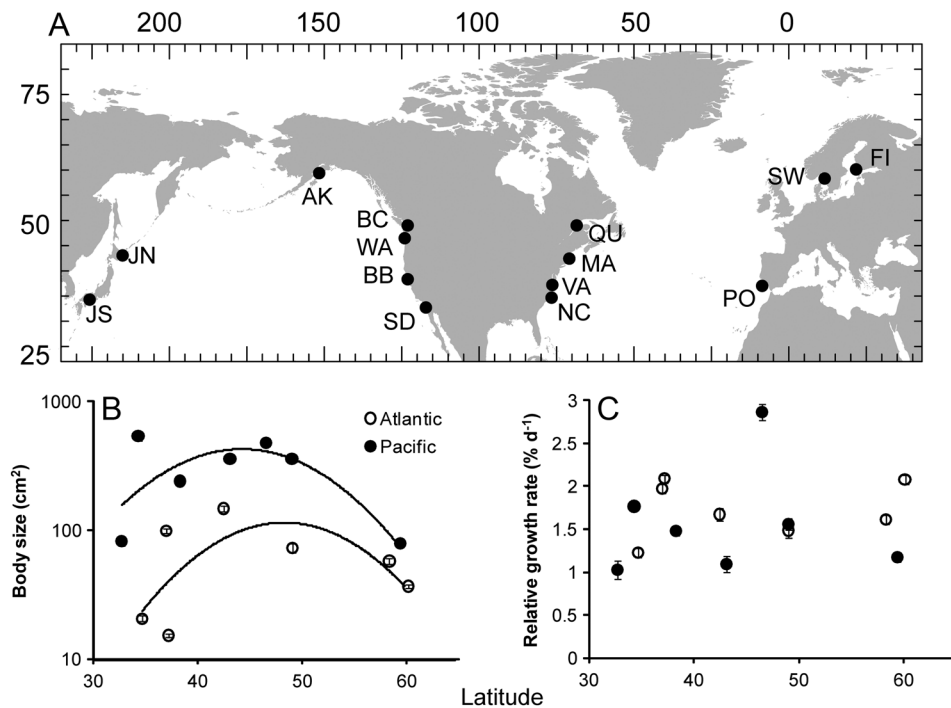 A
200 150 100 50 0
75
50
25
AK
BC
WA
BB
SD
JN
JS
QU
MA
VA
NC
PO
SW
FI
B
1000
100
10
Body size (cm²)
Atlantic
Pacific
30 40 50 60
C
3.5
3
2.5
2
1.5
1
0.5
0
Relative growth rate (% d⁻¹)
30 40 50 60
Latitude